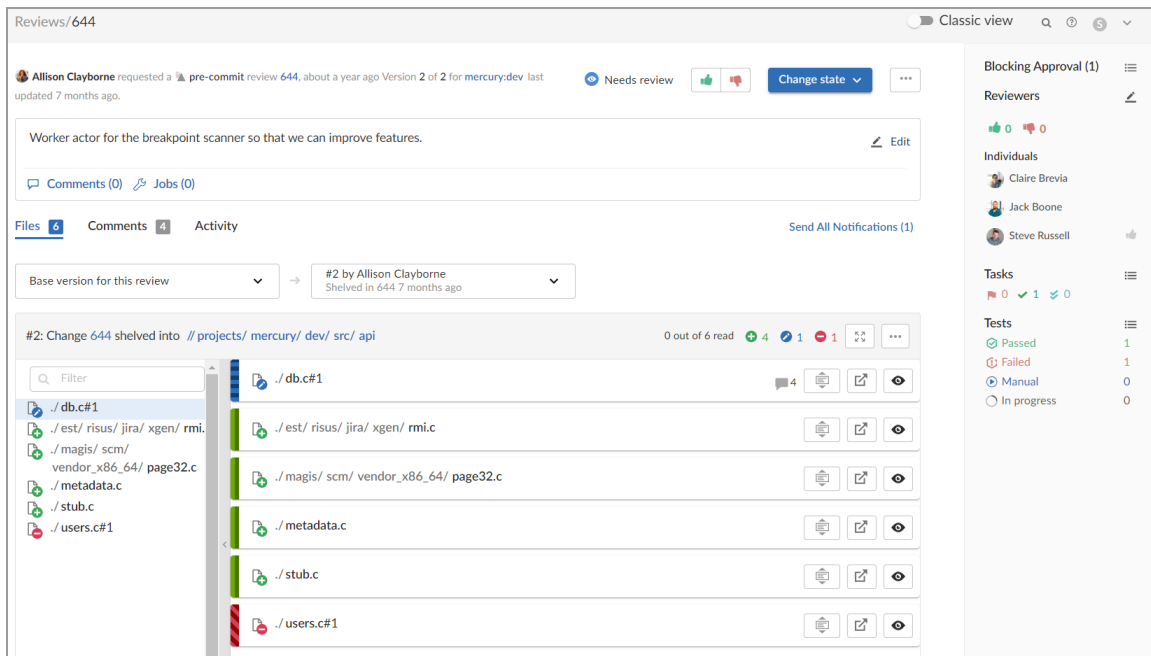 Reviews/644
Classic view
S
Allison Clayborne requested a pre-commit review 644, about a year ago Version 2 of 2 for mercury:dev last
updated 7 months ago.
Needs review
Change state
Worker actor for the breakpoint scanner so that we can improve features.
Edit
Comments (0) Jobs (0)
Files 6 Comments 4 Activity
Send All Notifications (1)
Base version for this review
#2 by Allison Clayborne
Shelved in 644 7 months ago
#2: Change 644 shelved into // projects/ mercury/ dev/ src/ api
0 out of 6 read 4 1 1
Filter
./ db.c#1
./ est/ risus/ jira/ xgen/ rmi.
./ magis/ scm/
vendor_x86_64/ page32.c
./ metadata.c
./ stub.c
./ users.c#1
./ db.c#1
4
./ est/ risus/ jira/ xgen/ rmi.c
./ magis/ scm/ vendor_x86_64/ page32.c
./ metadata.c
./ stub.c
./ users.c#1
Blocking Approval (1)
Reviewers
0 0
Individuals
Claire Brevia
Jack Boone
Steve Russell
Tasks
0 1 0
Tests
Passed 1
Failed 1
Manual 0
In progress 0